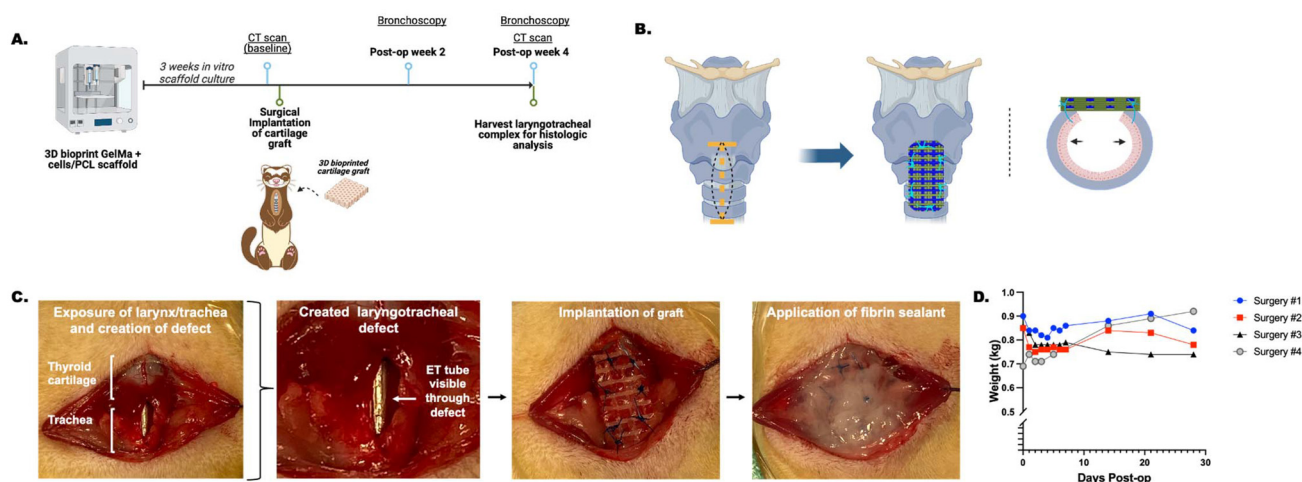 A.
3D bioprint GelMa +
cells/PCL scaffold
3 weeks in vitro
scaffold culture
CT scan
(baseline)
Surgical
Implantation
of cartilage
graft
3D bioprinted
cartilage graft
Bronchoscopy
Post-op week 2
Bronchoscopy
CT scan
Post-op week 4
Harvest laryngotracheal
complex for histologic
analysis
B.
C.
Exposure of larynx/trachea
and creation of defect
Thyroid
cartilage
Trachea
Created laryngotracheal
defect
ET tube
visible
through
defect
Implantation of graft
Application of fibrin sealant
D.
Weight (kg)
1.0
0.9
0.8
0.7
0.6
0.5
0
10
20
30
Days Post-op
Surgery #1
Surgery #2
Surgery #3
Surgery #4